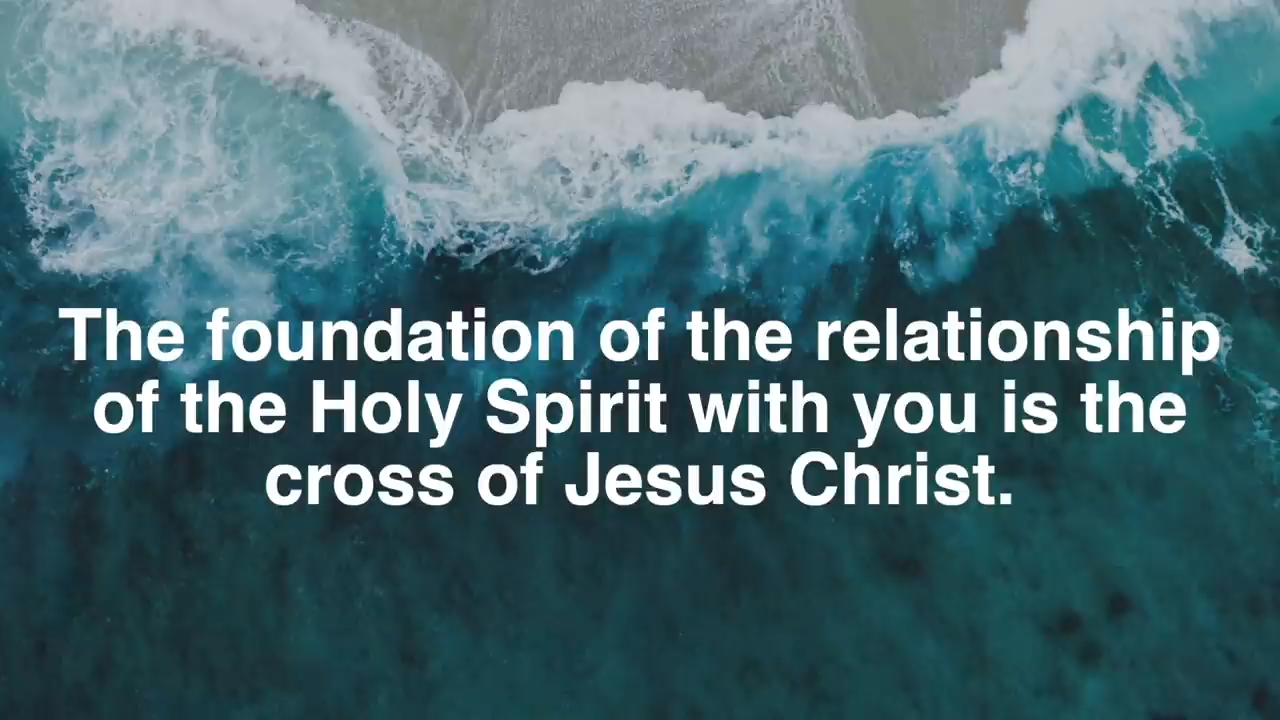 The foundation of the relationship
of the Holy Spirit with you is the
cross of Jesus Christ.